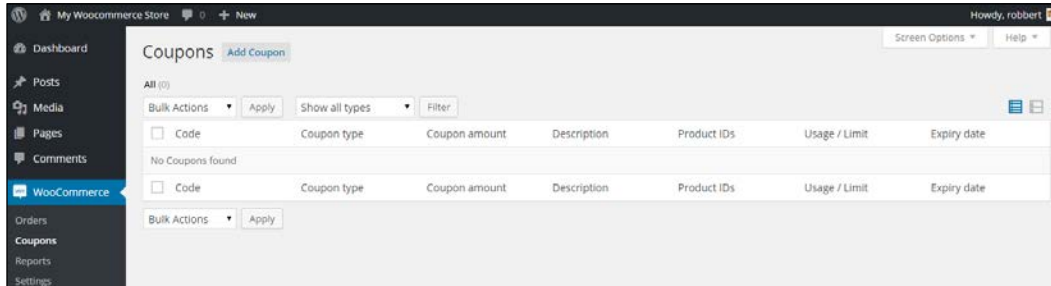 My Woocommerce Store 0 + New Howdy, robbert
Dashboard
Posts
Media
Pages
Comments
WooCommerce
Orders
Coupons
Reports
Settings
Screen Options Help
Coupons Add Coupon
All (0)
Bulk Actions Apply Show all types Filter
Code Coupon type Coupon amount Description Product IDs Usage / Limit Expiry date
No Coupons found
Code Coupon type Coupon amount Description Product IDs Usage / Limit Expiry date
Bulk Actions Apply